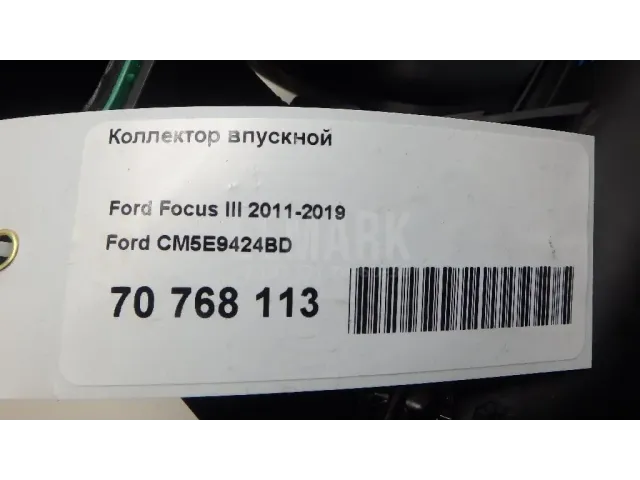 Коллектор впускной
Ford Focus III 2011-2019
Ford CM5E9424BD
70 768 113